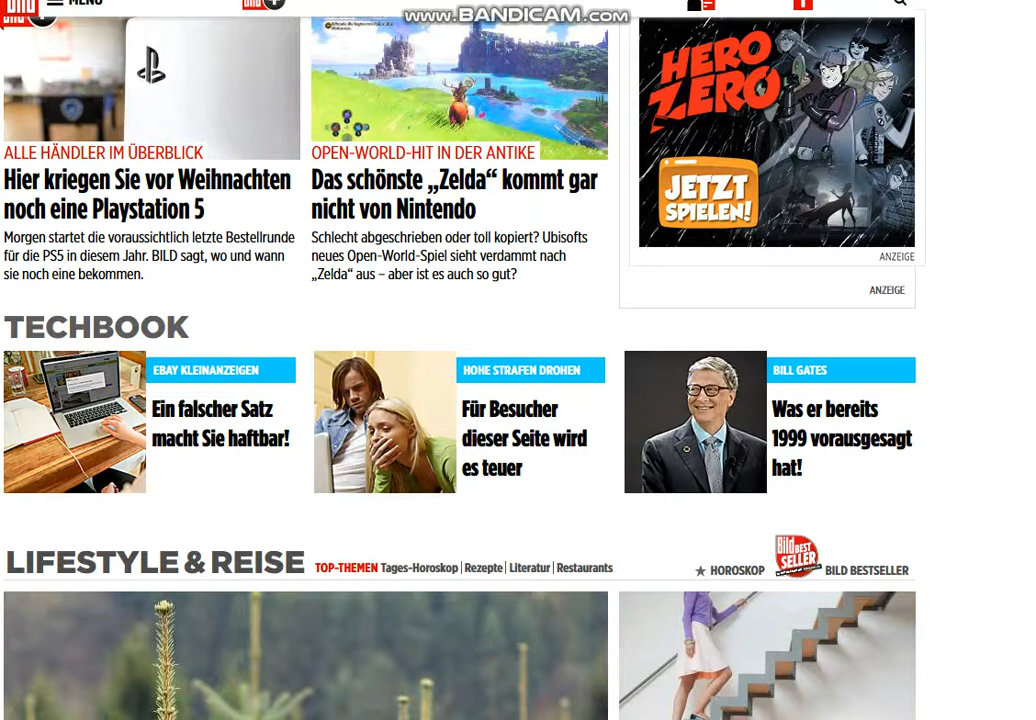 Bild
MENÜ
Bild
www.BANDICAM.com
ALLE HÄNDLER IM ÜBERBLICK
Hier kriegen Sie vor Weihnachten
noch eine Playstation 5
Morgen startet die voraussichtlich letzte Bestellrunde
für die PS5 in diesem Jahr. BILD sagt, wo und wann
sie noch eine bekommen.
OPEN-WORLD-HIT IN DER ANTIKE
Das schönste „Zelda“ kommt gar
nicht von Nintendo
Schlecht abgeschrieben oder toll kopiert? Ubisofts
neues Open-World-Spiel sieht verdammt nach
„Zelda“ aus – aber ist es auch so gut?
HERO
ZERO
JETZT
SPIELEN!
ANZEIGE
ANZEIGE
TECHBOOK
EBAY KLEINANZEIGEN
Ein falscher Satz
macht Sie haftbar!
HOHE STRAFEN DROHEN
Für Besucher
dieser Seite wird
es teuer
BILL GATES
Was er bereits
1999 vorausgesagt
hat!
LIFESTYLE & REISE
TOP-THEMEN Tages-Horoskop | Rezepte | Literatur | Restaurants
★ HOROSKOP
Bild BEST
SELLER
BILD BESTSELLER